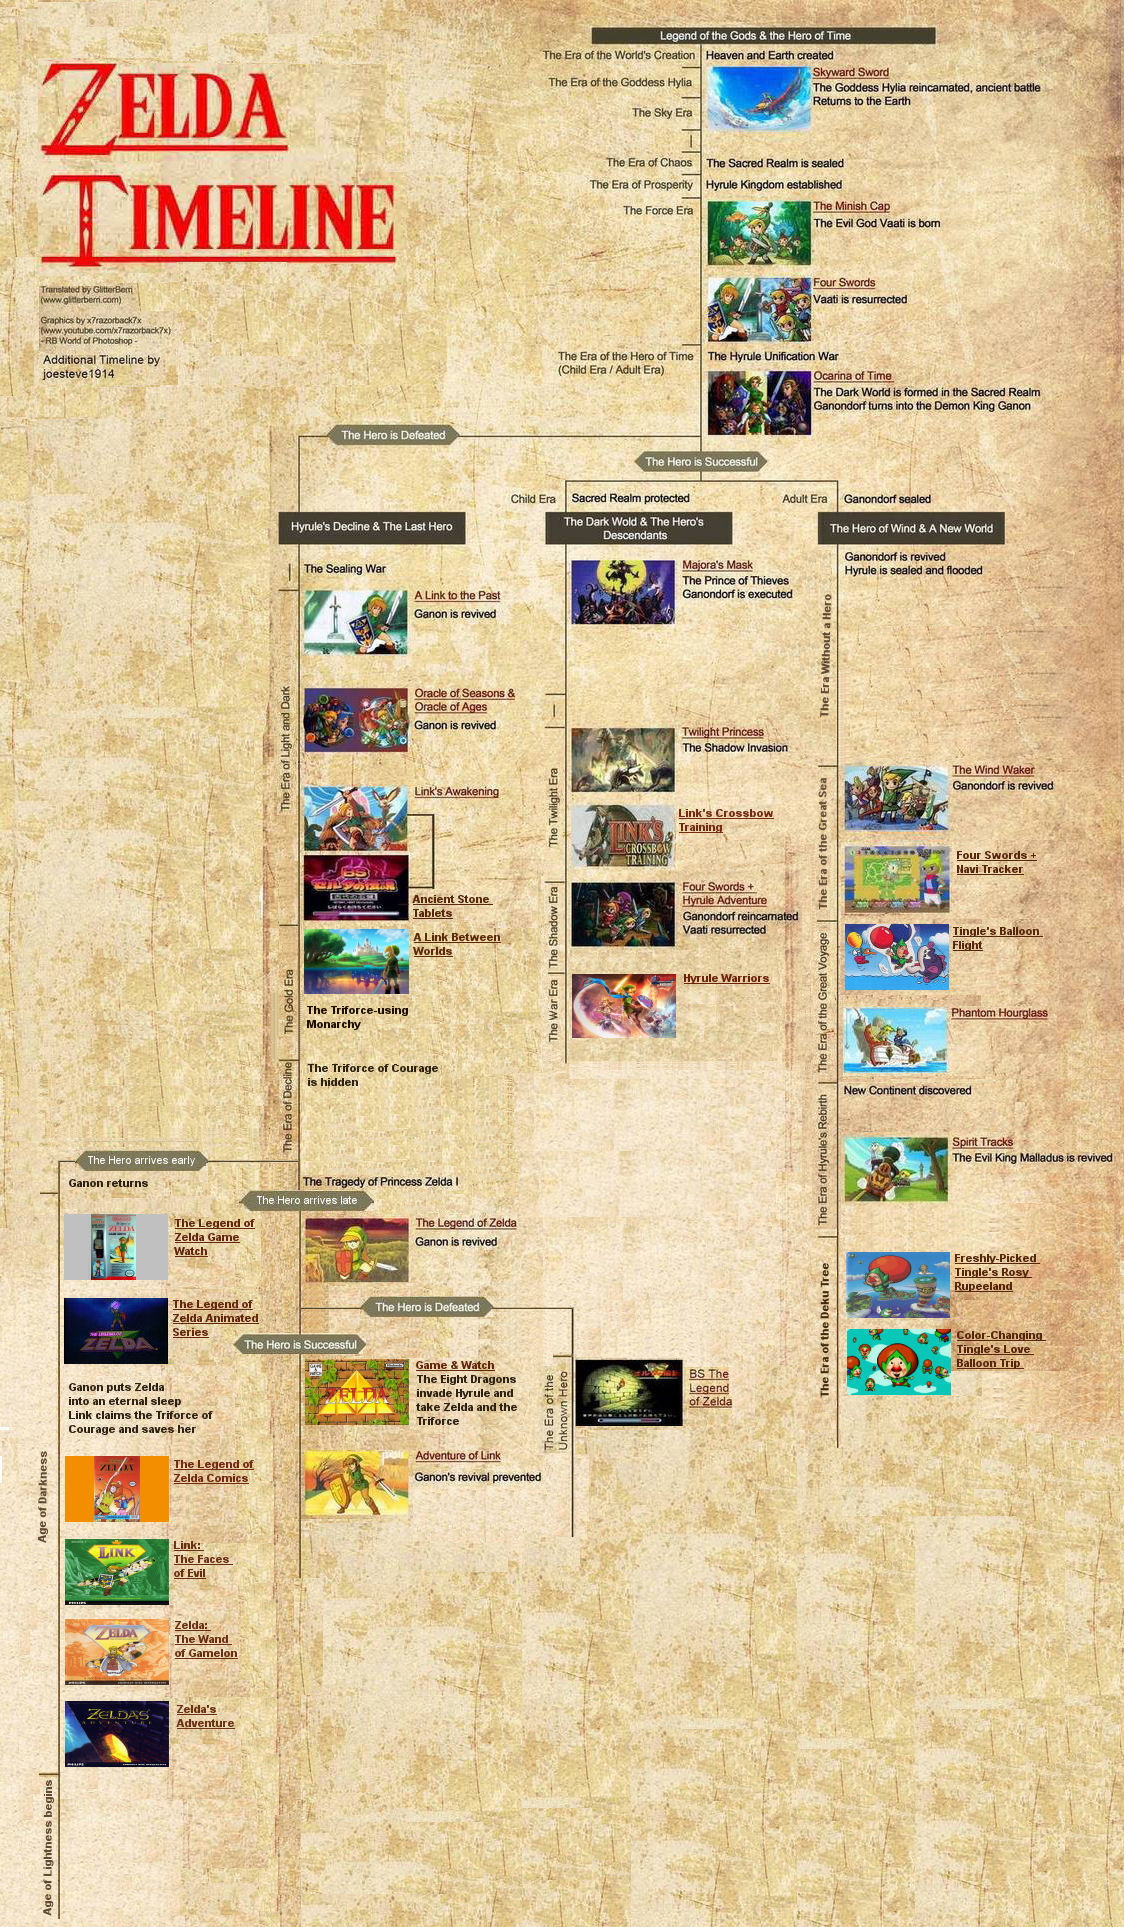 ZELDA
TIMELINE
Translated by GlitterBerri
(www.glitterberri.com)
Graphics by x7razorback7x
(www.youtube.com/x7razorback7x)
- RB World of Photoshop -
Additional Timeline by
joesteve1914
Legend of the Gods & the Hero of Time
The Era of the World's Creation
Heaven and Earth created
The Era of the Goddess Hylia
Skyward Sword
The Goddess Hylia reincarnated, ancient battle
Returns to the Earth
The Sky Era
The Era of Chaos
The Sacred Realm is sealed
The Era of Prosperity
Hyrule Kingdom established
The Force Era
The Minish Cap
The Evil God Vaati is born
Four Swords
Vaati is resurrected
The Era of the Hero of Time
(Child Era / Adult Era)
The Hyrule Unification War
Ocarina of Time
The Dark World is formed in the Sacred Realm
Ganondorf turns into the Demon King Ganon
The Hero is Defeated
The Hero is Successful
Child Era
Sacred Realm protected
Adult Era
Ganondorf sealed
Hyrule's Decline & The Last Hero
The Sealing War
The Era of Light and Dark
A Link to the Past
Ganon is revived
Oracle of Seasons &
Oracle of Ages
Ganon is revived
Link's Awakening
BS
ゼルダの伝説
Ancient Stone
Tablets
The Gold Era
A Link Between
Worlds
The Triforce-using
Monarchy
The Era of Decline
The Triforce of Courage
is hidden
The Dark Wold & The Hero's
Descendants
Majora's Mask
The Prince of Thieves
Ganondorf is executed
The Twilight Era
Twilight Princess
The Shadow Invasion
LINK'S
CROSSBOW
TRAINING
Link's Crossbow
Training
The Shadow Era
Four Swords +
Hyrule Adventure
Ganondorf reincarnated
Vaati resurrected
The War Era
Hyrule Warriors
The Hero of Wind & A New World
Ganondorf is revived
Hyrule is sealed and flooded
The Era Without a Hero
The Era of the Great Sea
The Wind Waker
Ganondorf is revived
Four Swords +
Navi Tracker
The Era of the Great Voyage
Tingle's Balloon
Flight
Phantom Hourglass
New Continent discovered
The Era of Hyrule's Rebirth
Spirit Tracks
The Evil King Malladus is revived
The Era of the Deku Tree
Freshly-Picked
Tingle's Rosy
Rupeeland
Color-Changing
Tingle's Love
Balloon Trip
The Hero arrives early
Ganon returns
Age of Darkness
The Legend of
Zelda Game
Watch
THE LEGEND OF
ZELDA
The Legend of
Zelda Animated
Series
Ganon puts Zelda
into an eternal sleep
Link claims the Triforce of
Courage and saves her
ZELDA
The Legend of
Zelda Comics
LINK
Link:
The Faces
of Evil
ZELDA
Zelda:
The Wand
of Gamelon
ZELDA'S
ADVENTURE
Zelda's
Adventure
Age of Lightness begins
The Tragedy of Princess Zelda I
The Hero arrives late
The Legend of Zelda
Ganon is revived
The Hero is Defeated
The Hero is Successful
ZELDA
Game & Watch
The Eight Dragons
invade Hyrule and
take Zelda and the
Triforce
Adventure of Link
Ganon's revival prevented
The Era of the
Unknown Hero
BS The
Legend
of Zelda